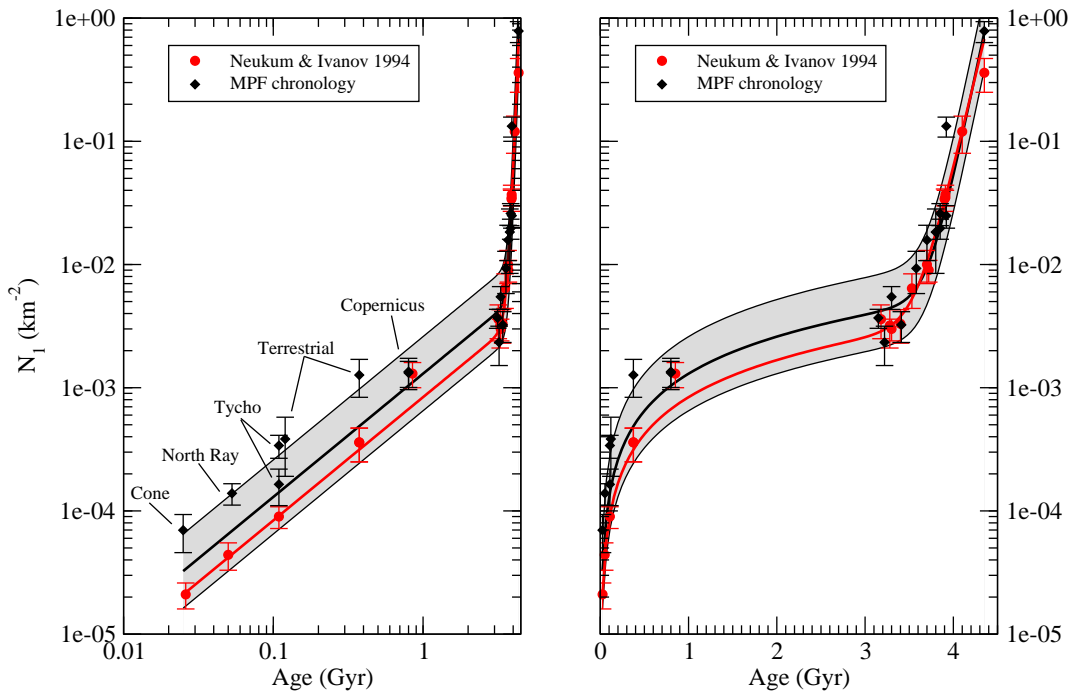 1e+00
1e-01
1e-02
1e-03
1e-04
1e-05
N1 (km-2)
Neukum & Ivanov 1994
MPF chronology
Copernicus
Terrestrial
Tycho
North Ray
Cone
0.01
0.1
1
Age (Gyr)
Neukum & Ivanov 1994
MPF chronology
1e+00
1e-01
1e-02
1e-03
1e-04
1e-05
0
1
2
3
4
Age (Gyr)